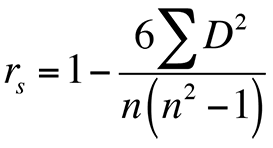 rₛ = 1 − 6∑D² / n(n² − 1)